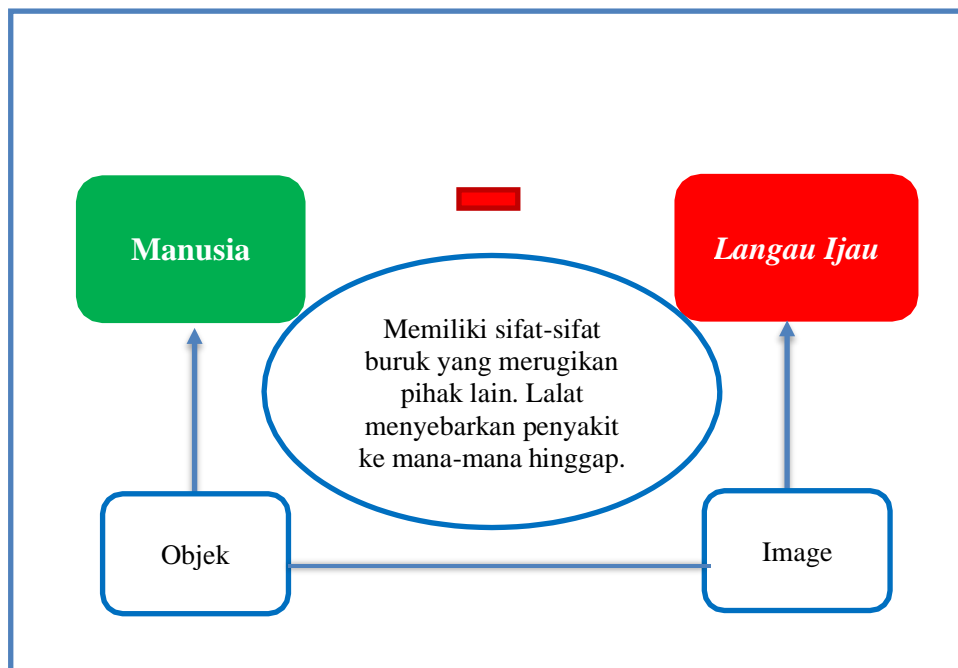 Manusia
Langau Ijau
Memiliki sifat-sifat
buruk yang merugikan
pihak lain. Lalat
menyebarkan penyakit
ke mana-mana hinggap.
Objek
Image